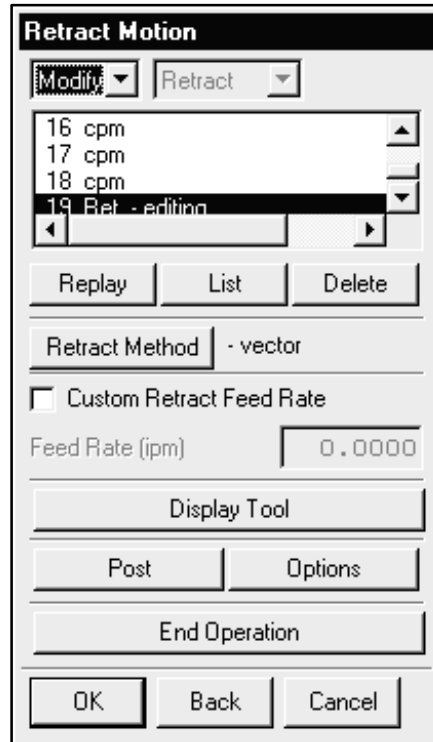 Retract Motion
Modify Retract
16 cpm
17 cpm
18 cpm
19 Ret - editing
Replay List Delete
Retract Method - vector
Custom Retract Feed Rate
Feed Rate (ipm) 0.0000
Display Tool
Post Options
End Operation
OK Back Cancel